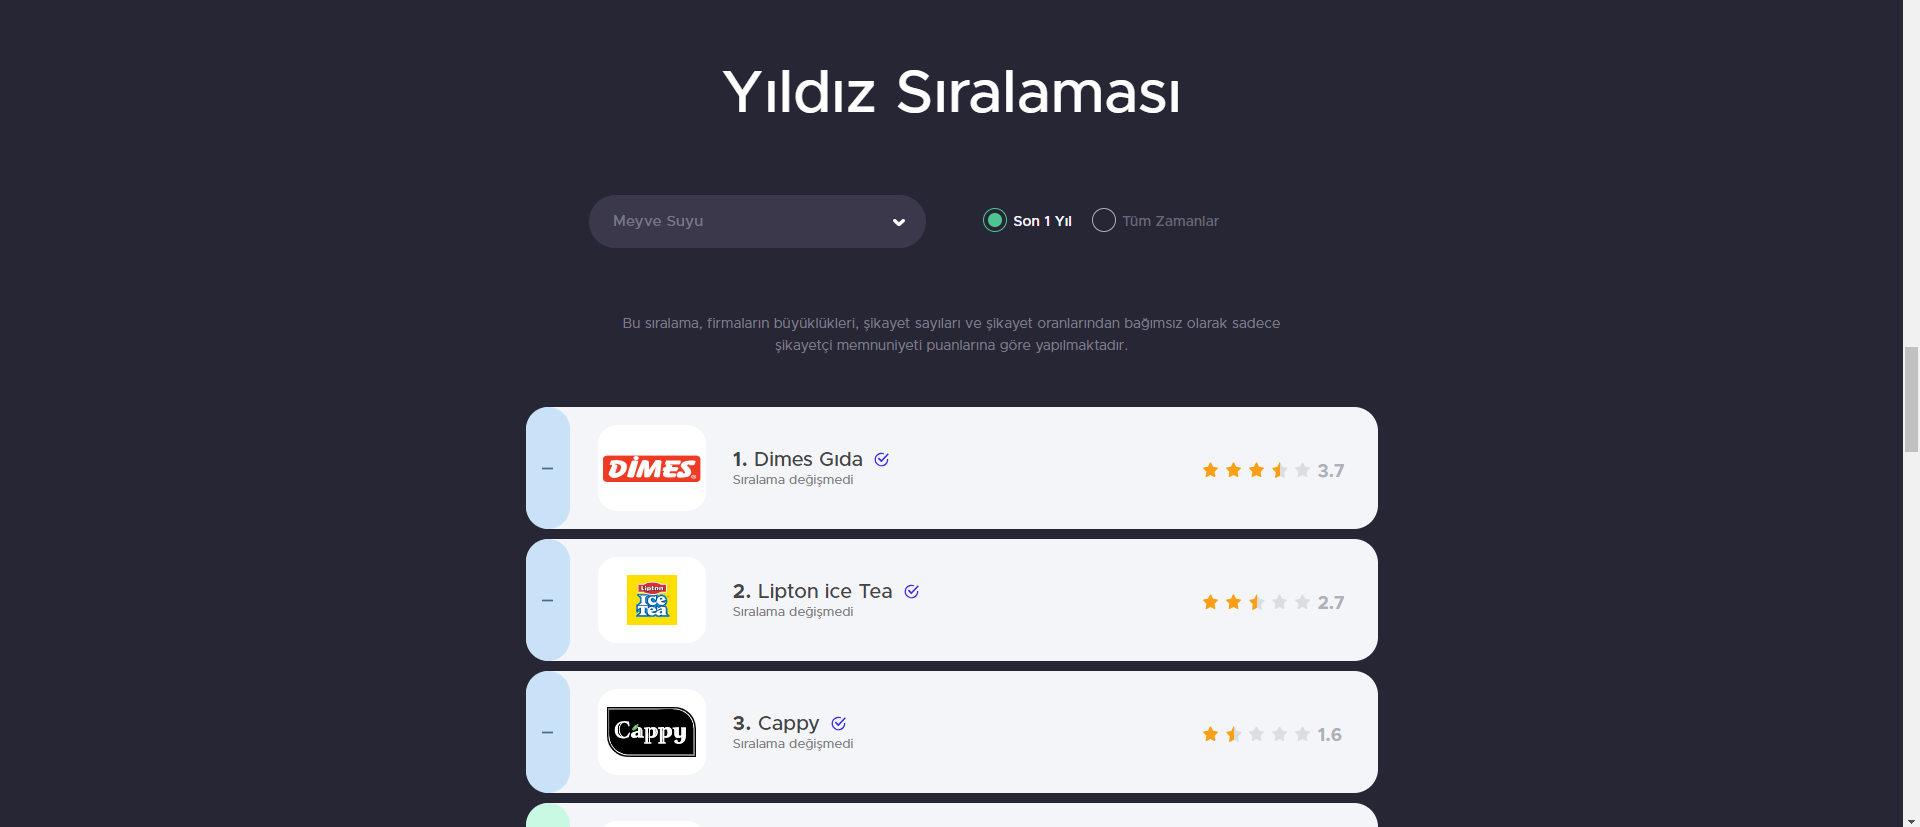 Yıldız Sıralaması
Meyve Suyu
Son 1 Yıl
Tüm Zamanlar
Bu sıralama, firmaların büyüklükleri, şikayet sayıları ve şikayet oranlarından bağımsız olarak sadece
şikayetçi memnuniyeti puanlarına göre yapılmaktadır.
DİMES
1. Dimes Gıda
Sıralama değişmedi
3.7
Lipton
Ice
Tea
2. Lipton ice Tea
Sıralama değişmedi
2.7
Cappy
3. Cappy
Sıralama değişmedi
1.6